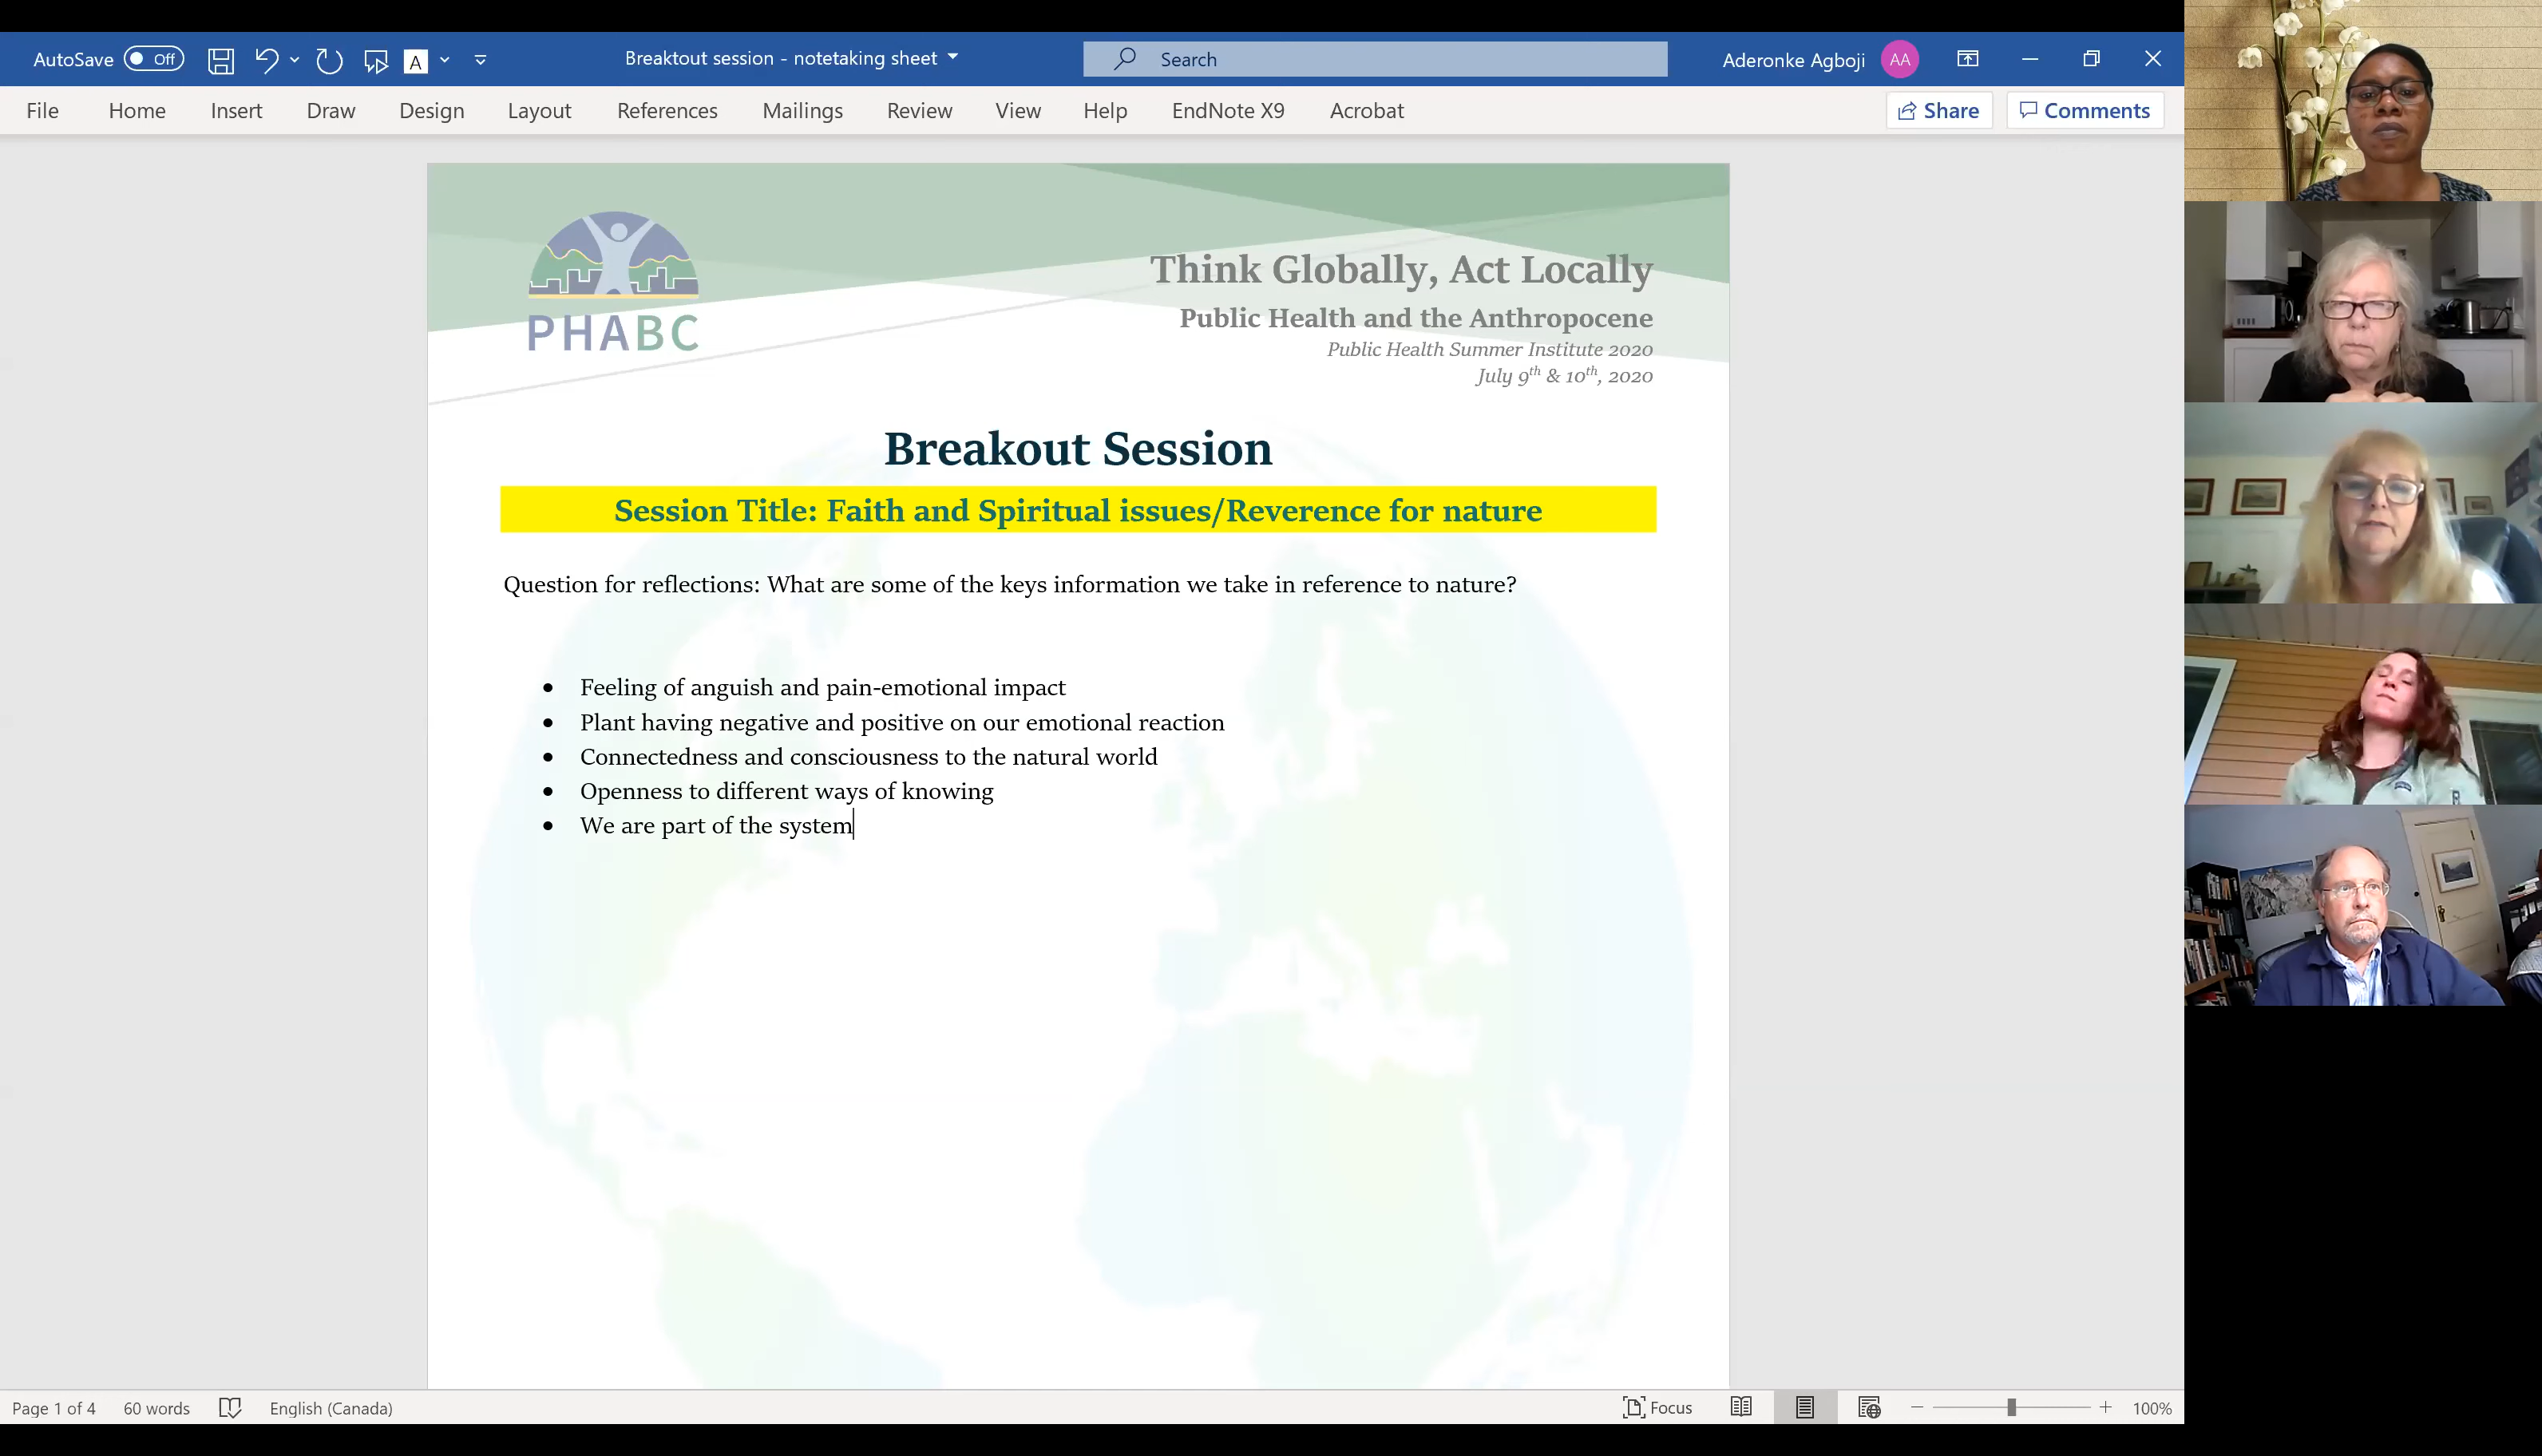 AutoSave Off A Breaktout session - notetaking sheet Search Aderonke Agboji AA
File Home Insert Draw Design Layout References Mailings Review View Help EndNote X9 Acrobat Share Comments
PHABC
Think Globally, Act Locally
Public Health and the Anthropocene
Public Health Summer Institute 2020
July 9th & 10th, 2020
Breakout Session
Session Title: Faith and Spiritual issues/Reverence for nature
Question for reflections: What are some of the keys information we take in reference to nature?
• Feeling of anguish and pain-emotional impact
• Plant having negative and positive on our emotional reaction
• Connectedness and consciousness to the natural world
• Openness to different ways of knowing
• We are part of the system
Page 1 of 4 60 words English (Canada) Focus 100%